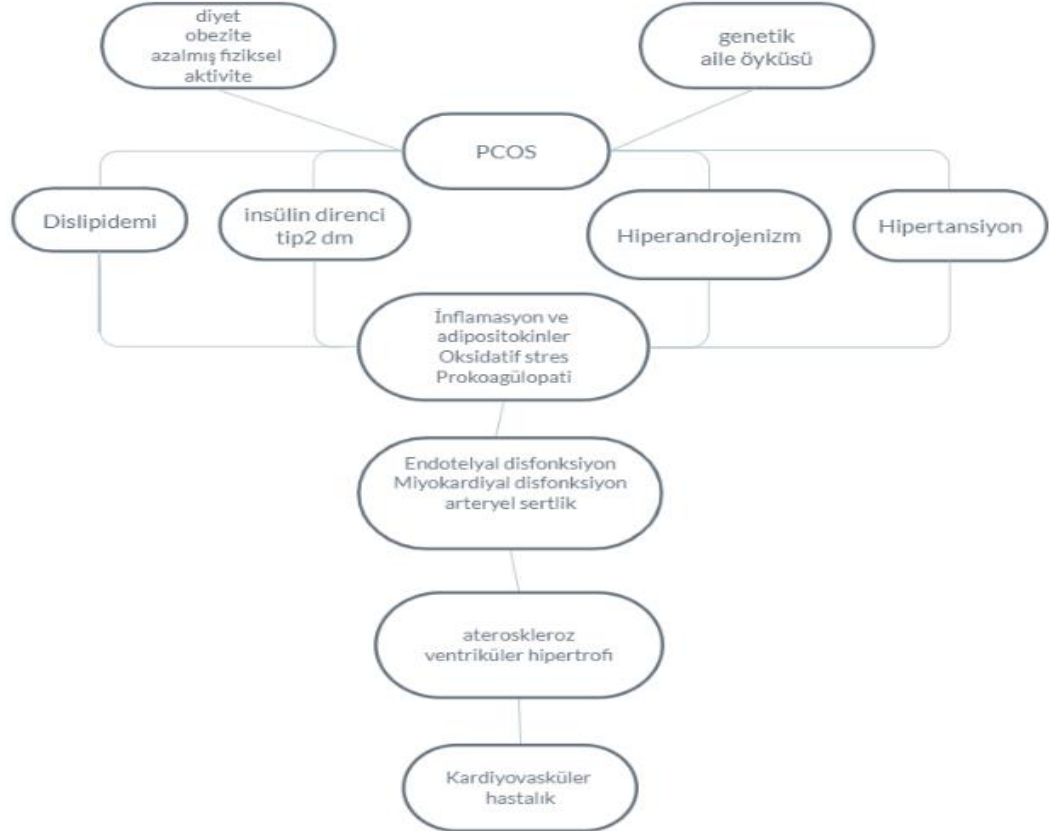 diyet
obezite
azalmış fiziksel
aktivite
genetik
aile öyküsü
PCOS
Dislipidemi
insülin direnci
tip2 dm
Hiperandrojenizm
Hipertansiyon
İnflamasyon ve
adipositokinler
Oksidatif stres
Prokoagülopati
Endotelyal disfonksiyon
Miyokardiyal disfonksiyon
arteryel sertlik
ateroskleroz
ventriküler hipertrofi
Kardiyovasküler
hastalık